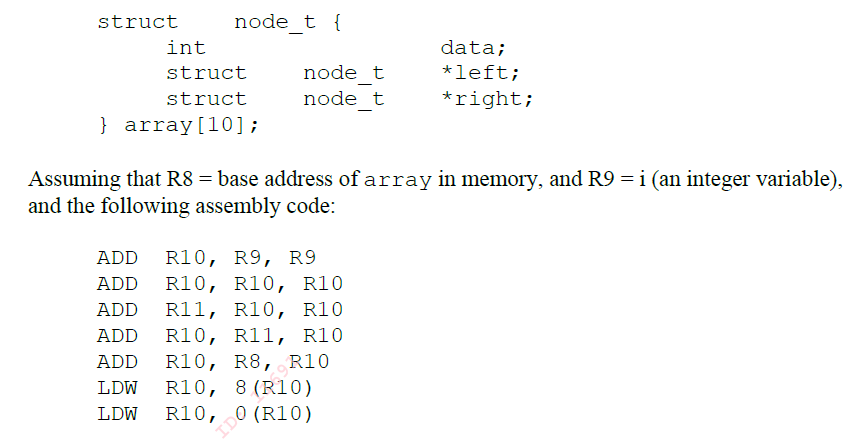 struct node_t {
int data;
struct node_t *left;
struct node_t *right;
} array[10];
Assuming that R8 = base address of array in memory, and R9 = i (an integer variable),
and the following assembly code:
ADD R10, R9, R9
ADD R10, R10, R10
ADD R11, R10, R10
ADD R10, R11, R10
ADD R10, R8, R10
LDW R10, 8(R10)
LDW R10, 0(R10)